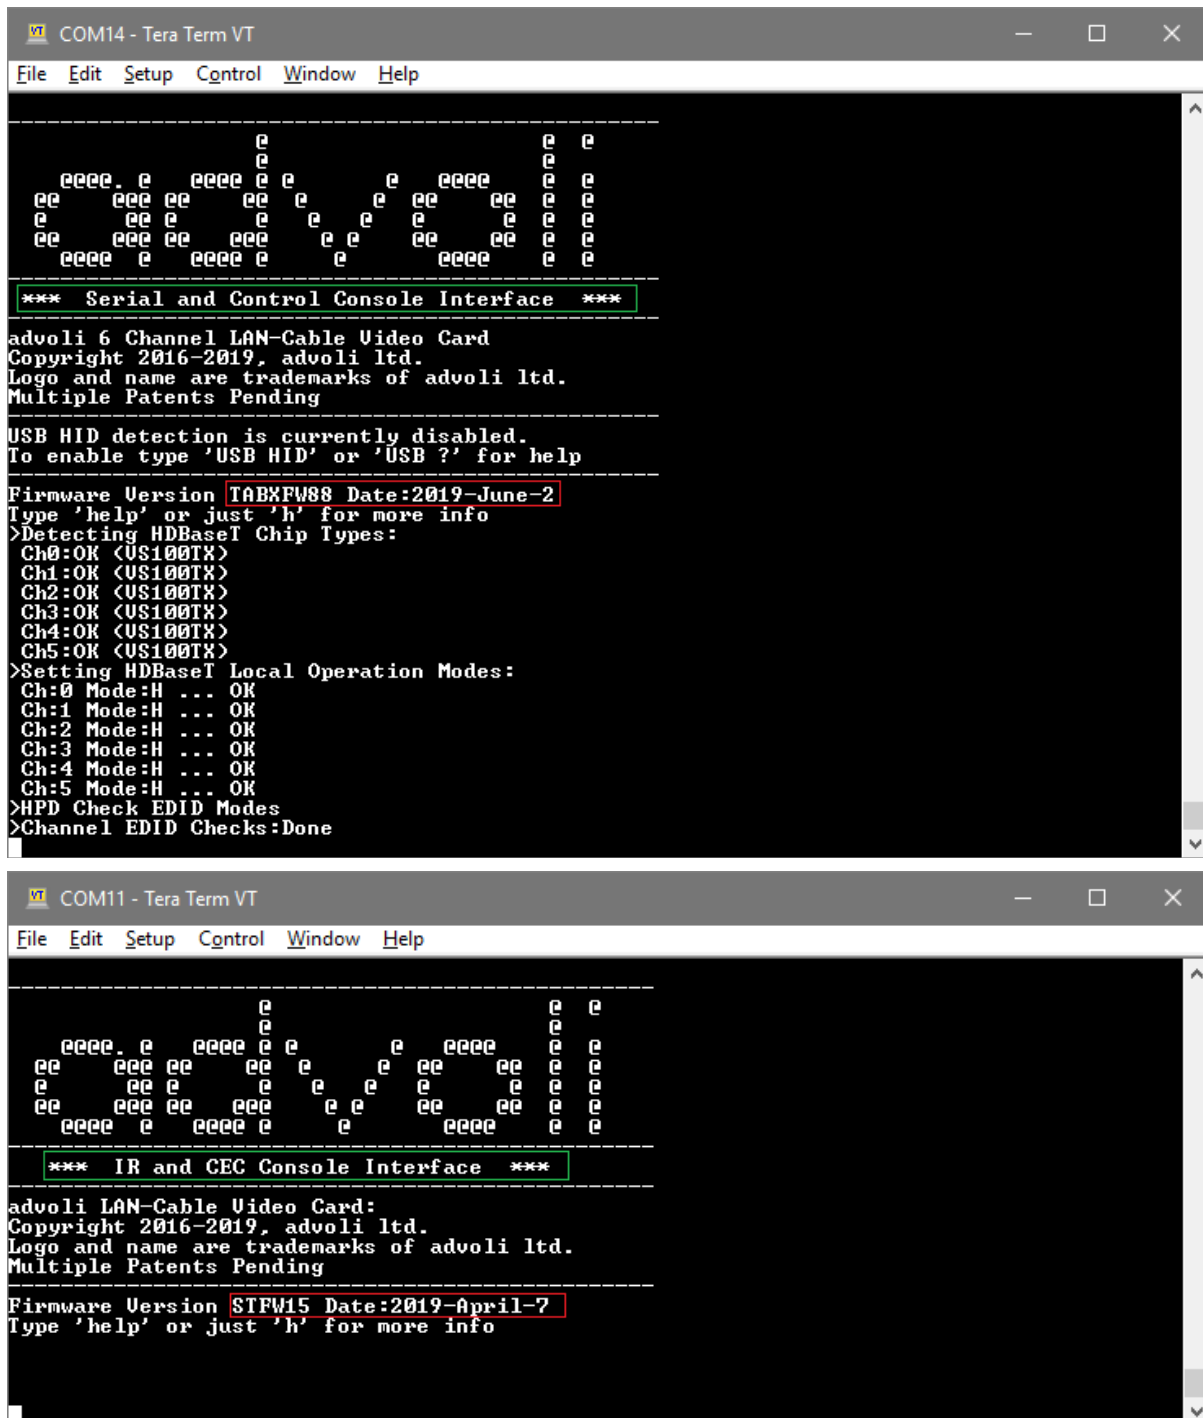 COM14 - Tera Term VT
File Edit Setup Control Window Help
advoli
*** Serial and Control Console Interface ***
advoli 6 Channel LAN-Cable Video Card
Copyright 2016-2019, advoli ltd.
Logo and name are trademarks of advoli ltd.
Multiple Patents Pending
USB HID detection is currently disabled.
To enable type 'USB HID' or 'USB ?' for help
Firmware Version TABXFW88 Date:2019-June-2
Type 'help' or just 'h' for more info
>Detecting HDBaseT Chip Types:
Ch0:OK (VS100TX)
Ch1:OK (VS100TX)
Ch2:OK (VS100TX)
Ch3:OK (VS100TX)
Ch4:OK (VS100TX)
Ch5:OK (VS100TX)
>Setting HDBaseT Local Operation Modes:
Ch:0 Mode:H ... OK
Ch:1 Mode:H ... OK
Ch:2 Mode:H ... OK
Ch:3 Mode:H ... OK
Ch:4 Mode:H ... OK
Ch:5 Mode:H ... OK
>HPD Check EDID Modes
>Channel EDID Checks:Done
COM11 - Tera Term VT
File Edit Setup Control Window Help
advoli
*** IR and CEC Console Interface ***
advoli LAN-Cable Video Card:
Copyright 2016-2019, advoli ltd.
Logo and name are trademarks of advoli ltd.
Multiple Patents Pending
Firmware Version STFW15 Date:2019-April-7
Type 'help' or just 'h' for more info